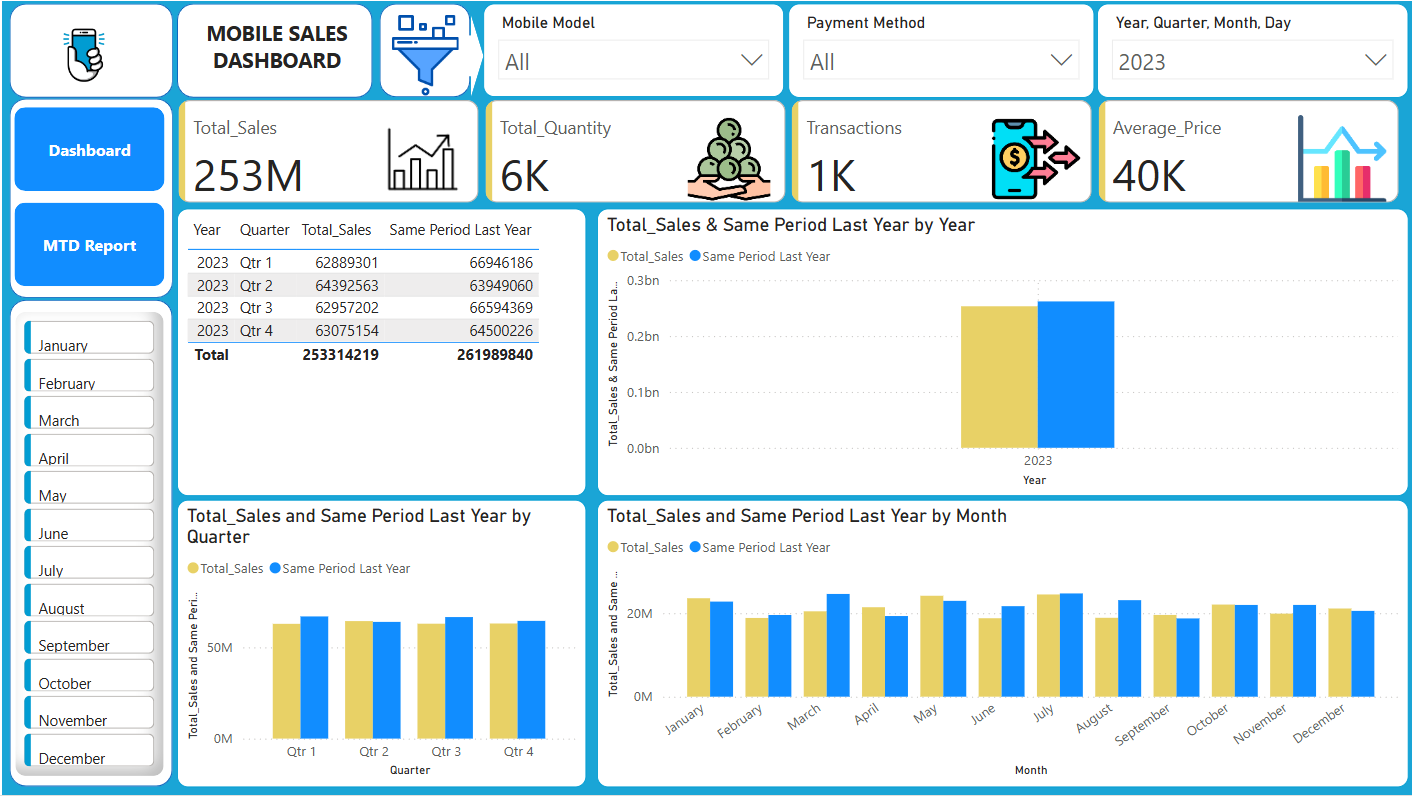 MOBILE SALES
DASHBOARD
Mobile Model
All
Payment Method
All
Year, Quarter, Month, Day
2023
Dashboard
MTD Report
Total_Sales
253M
Total_Quantity
6K
Transactions
1K
$
Average_Price
40K
January
February
March
April
May
June
July
August
September
October
November
December
Year Quarter Total_Sales Same Period Last Year
2023 Qtr 1 62889301 66946186
2023 Qtr 2 64392563 63949060
2023 Qtr 3 62957202 66594369
2023 Qtr 4 63075154 64500226
Total 253314219 261989840
Total_Sales & Same Period Last Year by Year
Total_Sales Same Period Last Year
Total_Sales & Same Period La...
0.3bn
0.2bn
0.1bn
0.0bn
2023
Year
Total_Sales and Same Period Last Year by
Quarter
Total_Sales Same Period Last Year
Total_Sales and Same Peri...
50M
0M
Qtr 1 Qtr 2 Qtr 3 Qtr 4
Quarter
Total_Sales and Same Period Last Year by Month
Total_Sales Same Period Last Year
Total_Sales and Same ...
20M
0M
January February March April May June July August September October November December
Month